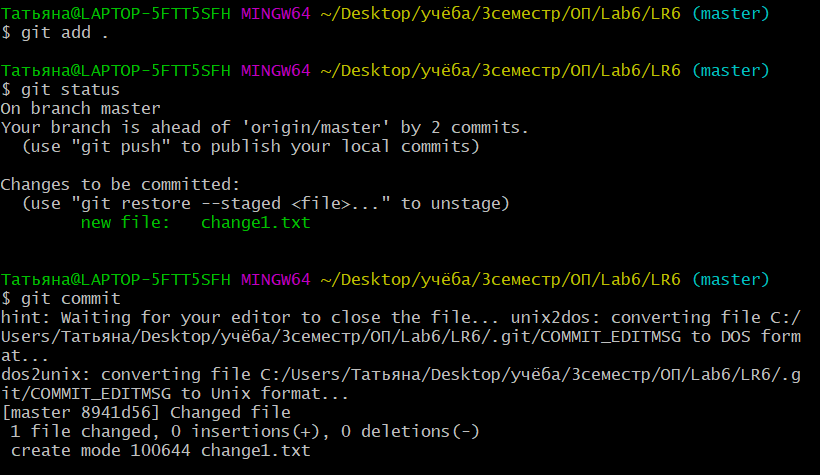 Татьяна@LAPTOP-5FTT5SFH MINGW64 ~/Desktop/учёба/3семестр/ОП/Lab6/LR6 (master)
$ git add .
Татьяна@LAPTOP-5FTT5SFH MINGW64 ~/Desktop/учёба/3семестр/ОП/Lab6/LR6 (master)
$ git status
On branch master
Your branch is ahead of 'origin/master' by 2 commits.
  (use "git push" to publish your local commits)
Changes to be committed:
  (use "git restore --staged <file>..." to unstage)
        new file:   change1.txt
Татьяна@LAPTOP-5FTT5SFH MINGW64 ~/Desktop/учёба/3семестр/ОП/Lab6/LR6 (master)
$ git commit
hint: Waiting for your editor to close the file... unix2dos: converting file C:/
Users/Татьяна/Desktop/учёба/3семестр/ОП/Lab6/LR6/.git/COMMIT_EDITMSG to DOS form
at...
dos2unix: converting file C:/Users/Татьяна/Desktop/учёба/3семестр/ОП/Lab6/LR6/.g
it/COMMIT_EDITMSG to Unix format...
[master 8941d56] Changed file
 1 file changed, 0 insertions(+), 0 deletions(-)
 create mode 100644 change1.txt